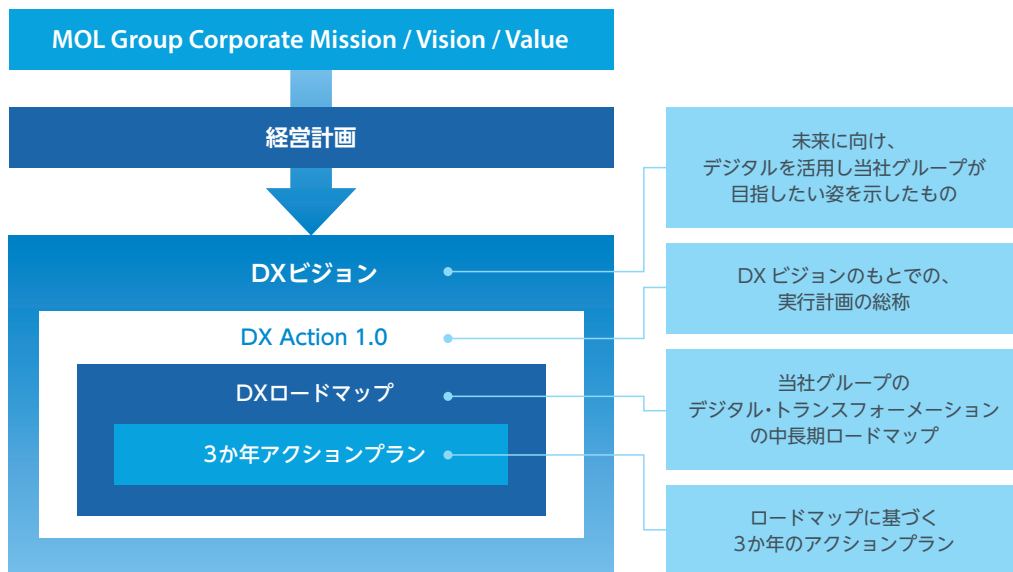 MOL Group Corporate Mission / Vision / Value
経営計画
DXビジョン
DX Action 1.0
DXロードマップ
3か年アクションプラン
未来に向け、
デジタルを活用し当社グループが
目指したい姿を示したもの
DX ビジョンのもとでの、
実行計画の総称
当社グループの
デジタル・トランスフォーメーション
の中長期ロードマップ
ロードマップに基づく
3か年のアクションプラン